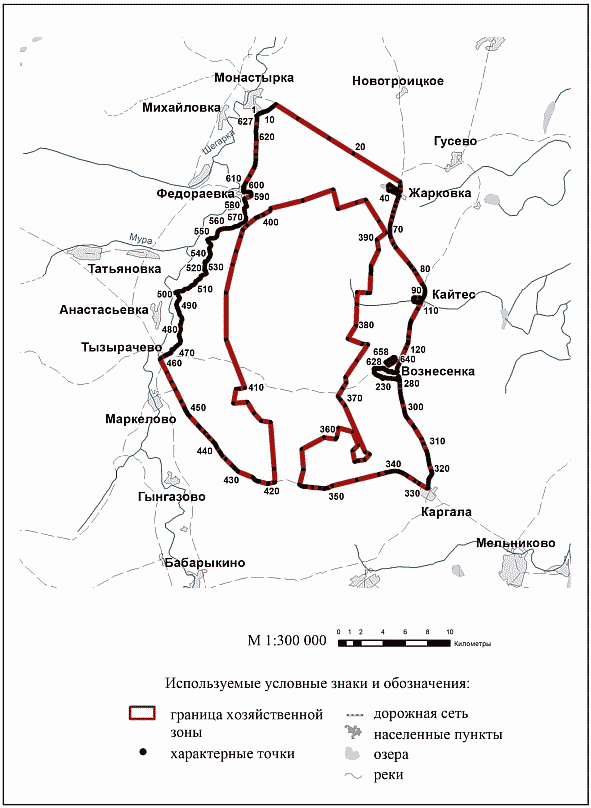 Монастырка
Новотроицкое
Михайловка
1
10
627
620
Шегарка
20
Гусево
610
600
Федораевка
590
580
570
40
Жарковка
560
400
550
70
390
Мура
540
530
520
Татьяновка
80
510
500
90
Кайтес
110
490
Анастасьевка
480
380
Тызырачево
470
460
120
658
640
628
Вознесенка
230
280
410
370
300
450
Маркелово
360
310
440
430
420
340
320
350
330
Гынгазово
Каргала
Мельниково
Бабарыкино
М 1:300 000
0 1 2 4 6 8 10
Километры
Используемые условные знаки и обозначения:
граница хозяйственной
зоны
характерные точки
дорожная сеть
населенные пункты
озера
реки